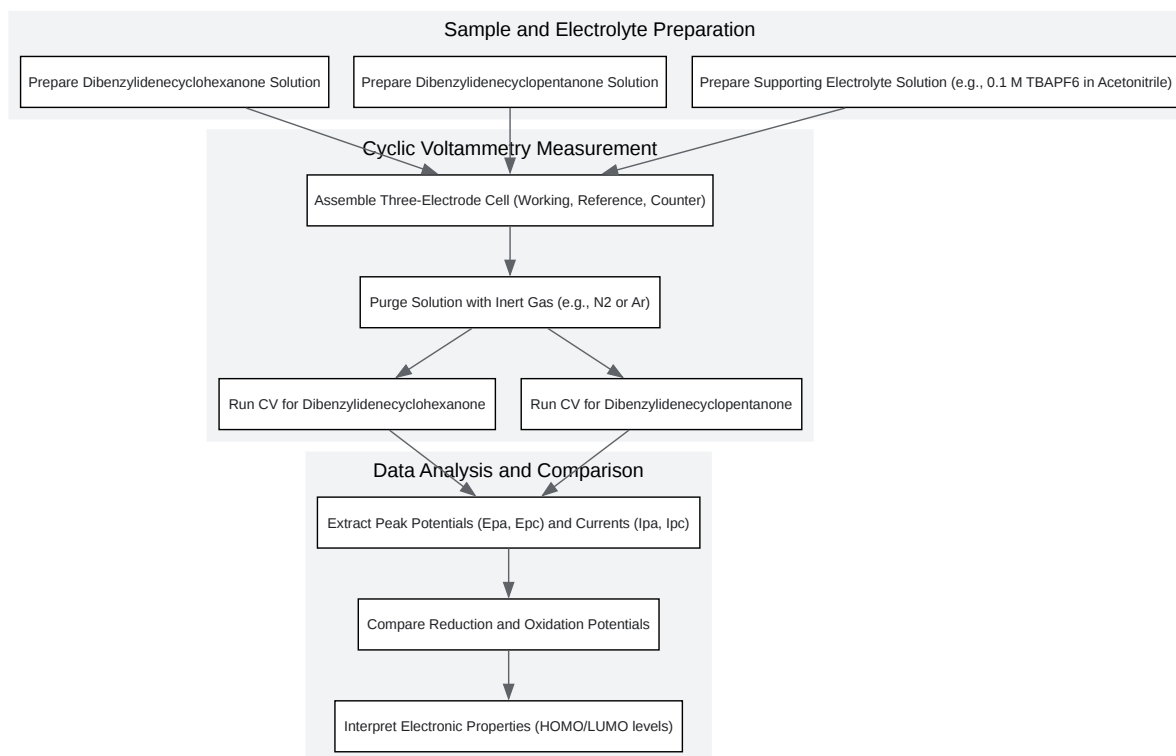 Sample and Electrolyte Preparation
Prepare Dibenzylidenecyclohexanone Solution
Prepare Dibenzylidenecyclopentanone Solution
Prepare Supporting Electrolyte Solution (e.g., 0.1 M TBAPF6 in Acetonitrile)
Cyclic Voltammetry Measurement
Assemble Three-Electrode Cell (Working, Reference, Counter)
Purge Solution with Inert Gas (e.g., N2 or Ar)
Run CV for Dibenzylidenecyclohexanone
Run CV for Dibenzylidenecyclopentanone
Data Analysis and Comparison
Extract Peak Potentials (Epa, Epc) and Currents (Ipa, Ipc)
Compare Reduction and Oxidation Potentials
Interpret Electronic Properties (HOMO/LUMO levels)